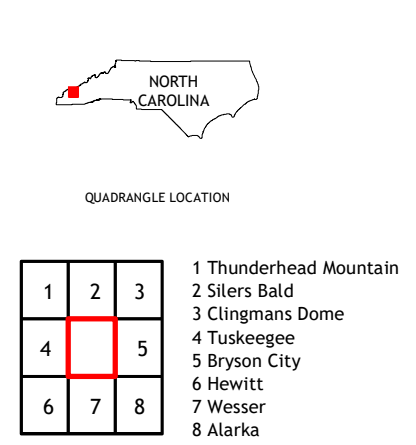 NORTH
CAROLINA
QUADRANGLE LOCATION
1 2 3
4 5
6 7 8
1 Thunderhead Mountain
2 Silers Bald
3 Clingmans Dome
4 Tuskeegee
5 Bryson City
6 Hewitt
7 Wesser
8 Alarka